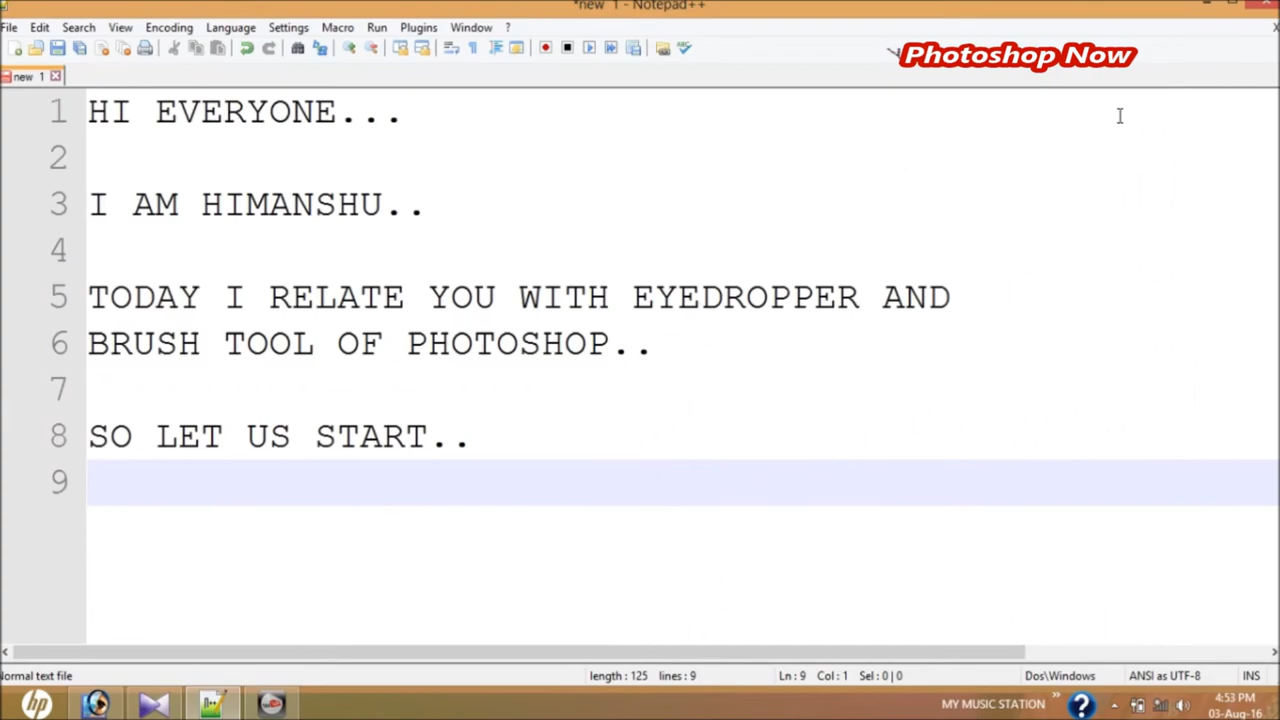 *new 1 - Notepad++
File Edit Search View Encoding Language Settings Macro Run Plugins Window ?
Photoshop Now
new 1
1 HI EVERYONE...
2
3 I AM HIMANSHU..
4
5 TODAY I RELATE YOU WITH EYEDROPPER AND
6 BRUSH TOOL OF PHOTOSHOP..
7
8 SO LET US START..
9
Normal text file length : 125 lines : 9 Ln : 9 Col : 1 Sel : 0 | 0 Dos\Windows ANSI as UTF-8 INS
MY MUSIC STATION 4:53 PM
03-Aug-16